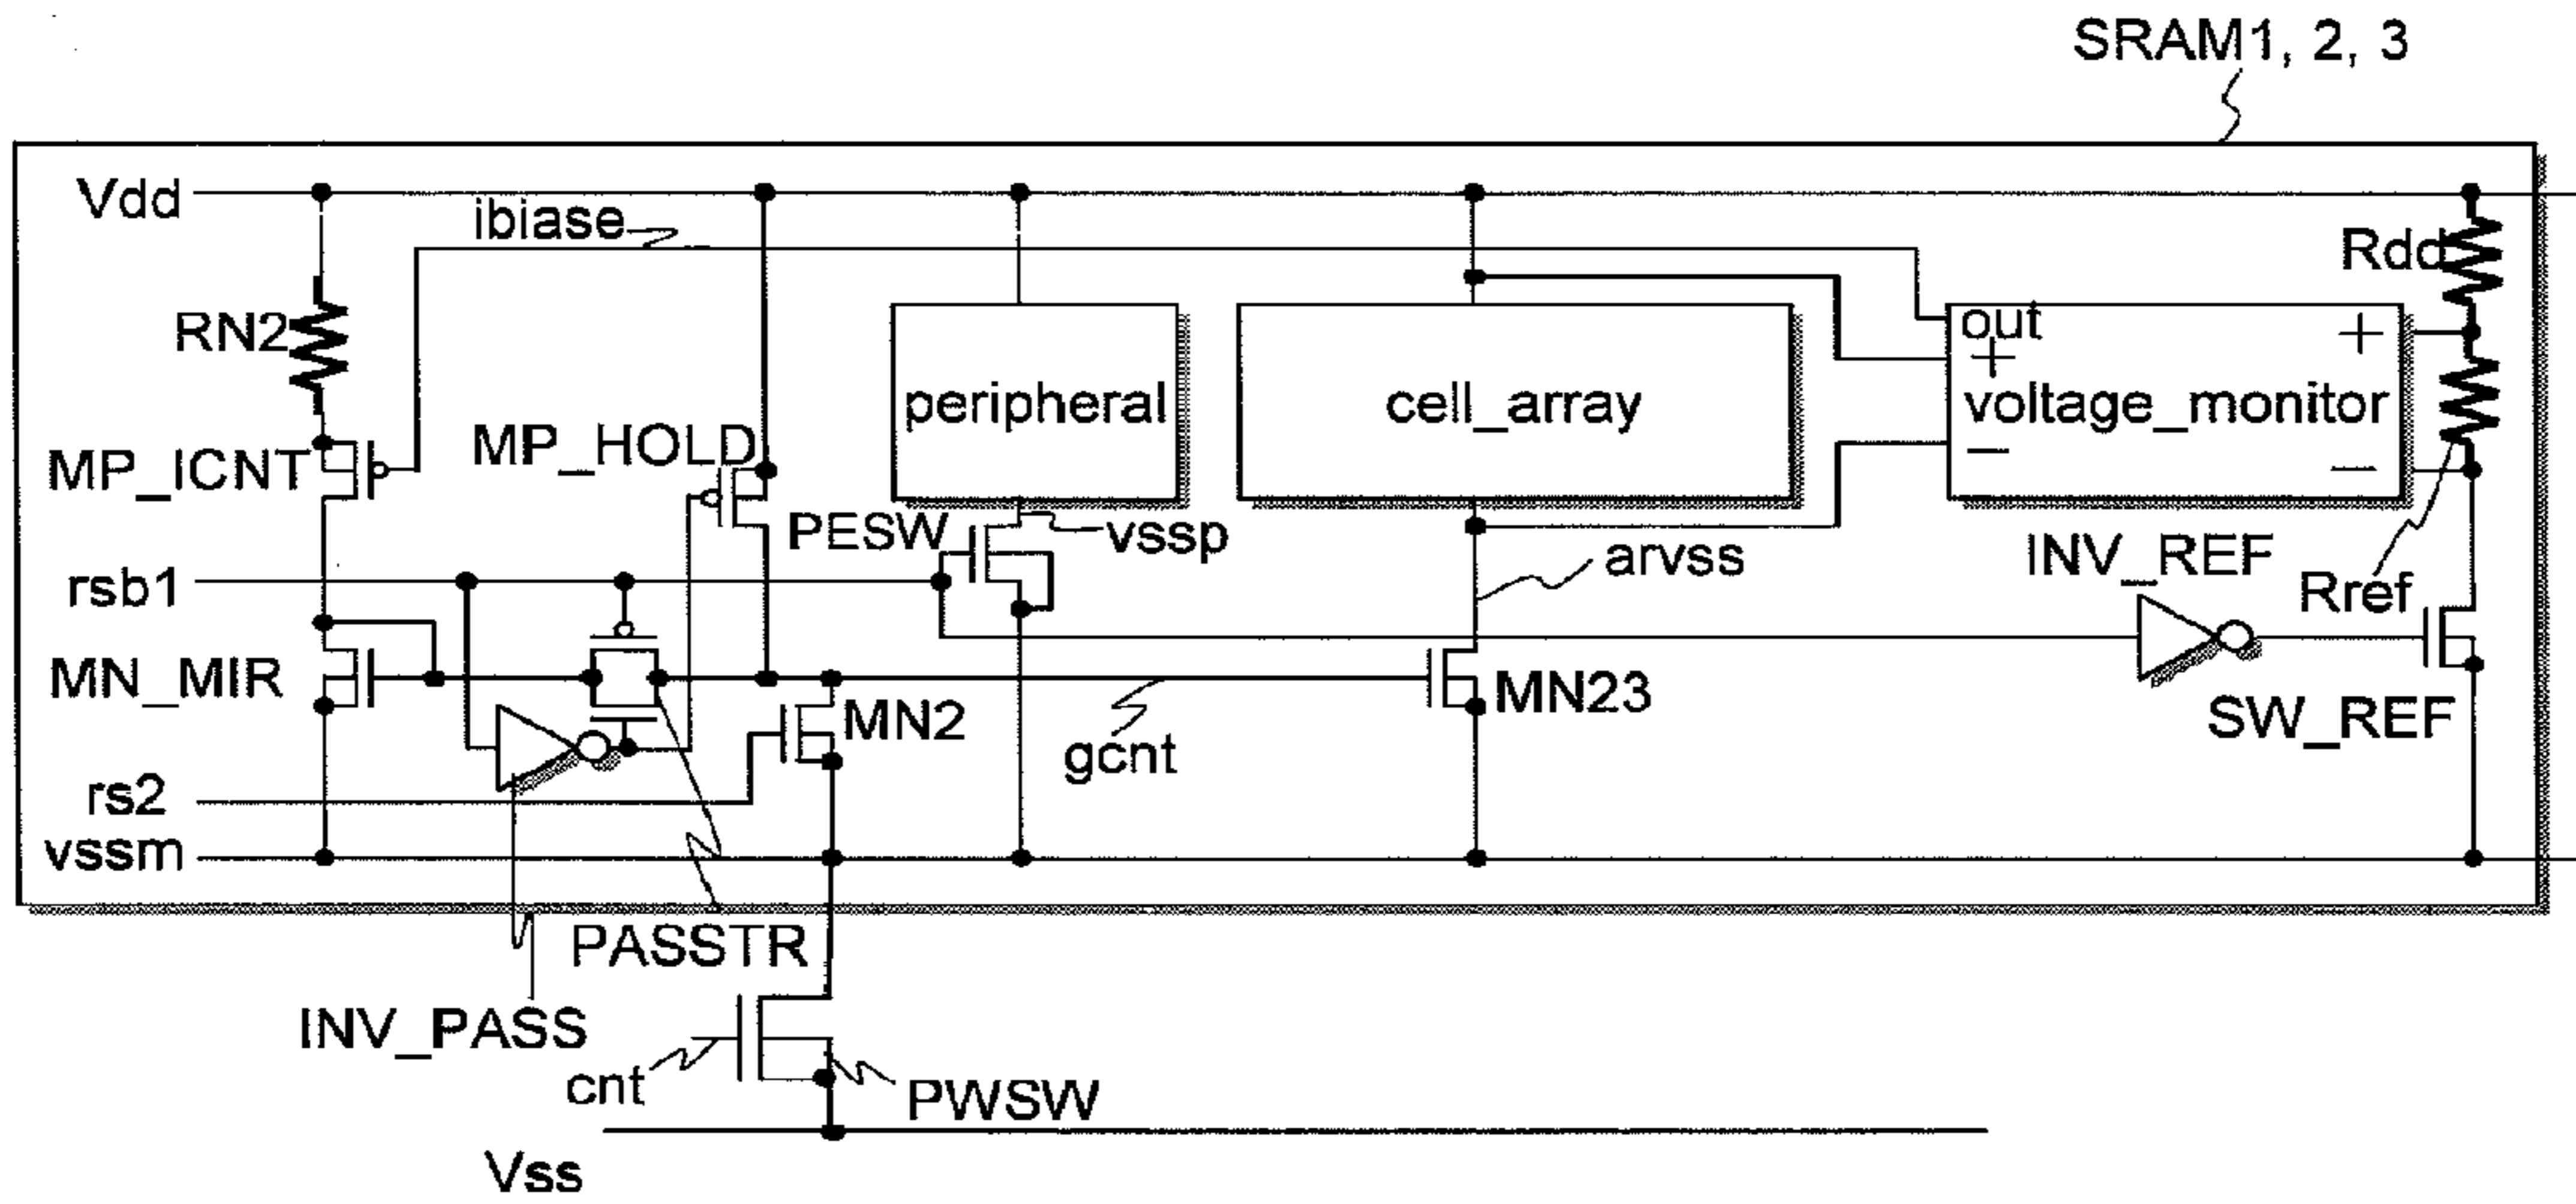 SRAM1, 2, 3
Vdd
ibiase
Rdd
RN2
out
+
+
peripheral
cell_array
voltage_monitor
MP_HOLD
MP_ICNT
−
−
PESW
vssp
arvss
INV_REF
Rref
rsb1
MN_MIR
MN2
MN23
SW_REF
gcnt
rs2
vssm
PASSTR
INV_PASS
cnt
PWSW
Vss